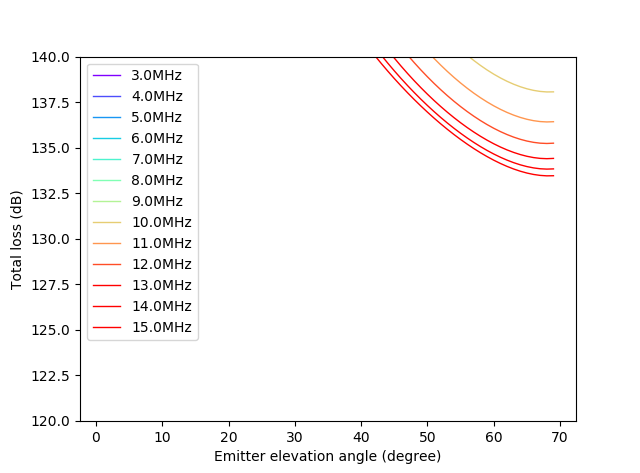 140.0
137.5
135.0
132.5
130.0
127.5
125.0
122.5
120.0
Total loss (dB)
3.0MHz
4.0MHz
5.0MHz
6.0MHz
7.0MHz
8.0MHz
9.0MHz
10.0MHz
11.0MHz
12.0MHz
13.0MHz
14.0MHz
15.0MHz
0 10 20 30 40 50 60 70
Emitter elevation angle (degree)